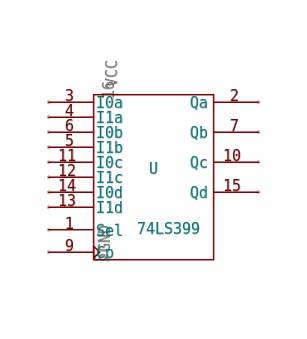 VCC
16
3 I0a
4 I1a
6 I0b
5 I1b
11 I0c
12 I1c
14 I0d
13 I1d
1 Sel
9 Cp
Qa 2
Qb 7
Qc 10
Qd 15
U
74LS399
GND
8